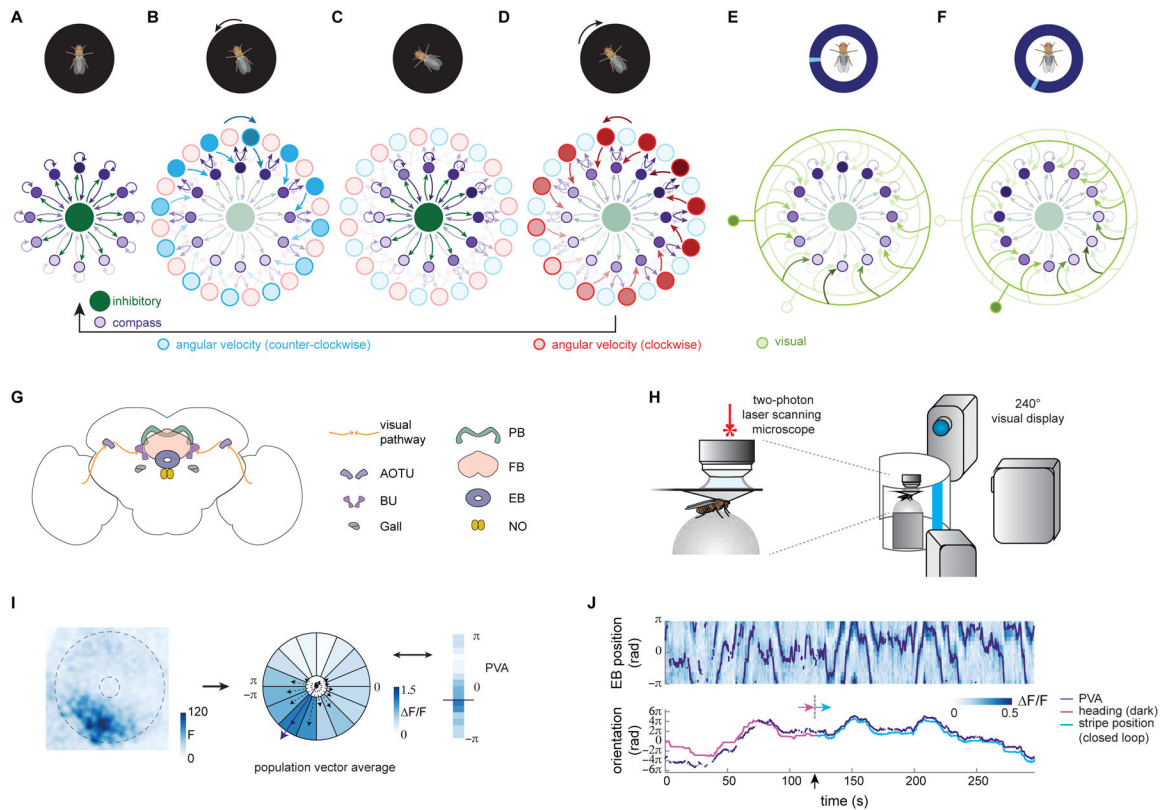 A
B
C
D
E
F
inhibitory
compass
angular velocity (counter-clockwise)
angular velocity (clockwise)
visual
G
visual
pathway
AOTU
BU
Gall
PB
FB
EB
NO
H
two-photon
laser scanning
microscope
240°
visual display
I
120
F
0
π
-π
0
1.5
ΔF/F
0
population vector average
π
PVA
0
-π
J
EB position
(rad)
π
0
-π
ΔF/F
0
0.5
PVA
heading (dark)
stripe position
(closed loop)
orientation
(rad)
6π
4π
2π
0
-2π
-4π
-6π
0
50
100
150
200
250
time (s)